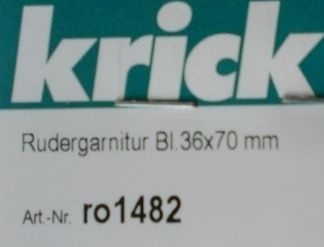 krick
Rudergarnitur Bl.36x70 mm
Art.-Nr. ro1482